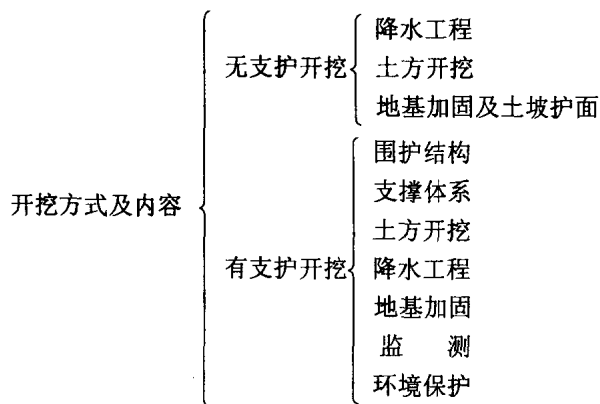 开挖方式及内容
无支护开挖
降水工程
土方开挖
地基加固及土坡护面
有支护开挖
围护结构
支撑体系
土方开挖
降水工程
地基加固
监 测
环境保护